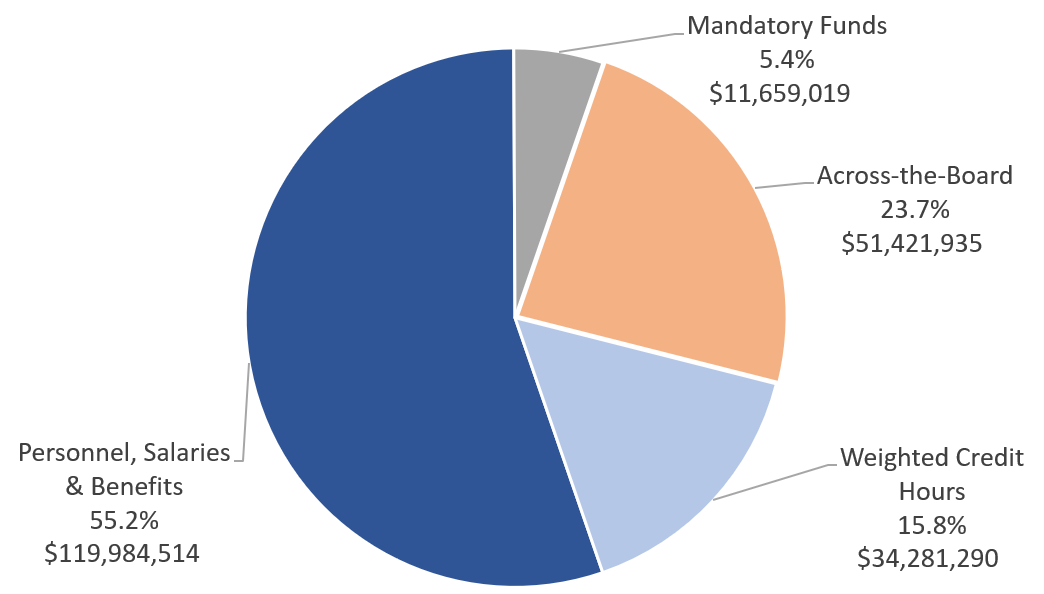 Mandatory Funds
5.4%
$11,659,019
Across-the-Board
23.7%
$51,421,935
Weighted Credit
Hours
15.8%
$34,281,290
Personnel, Salaries
& Benefits
55.2%
$119,984,514